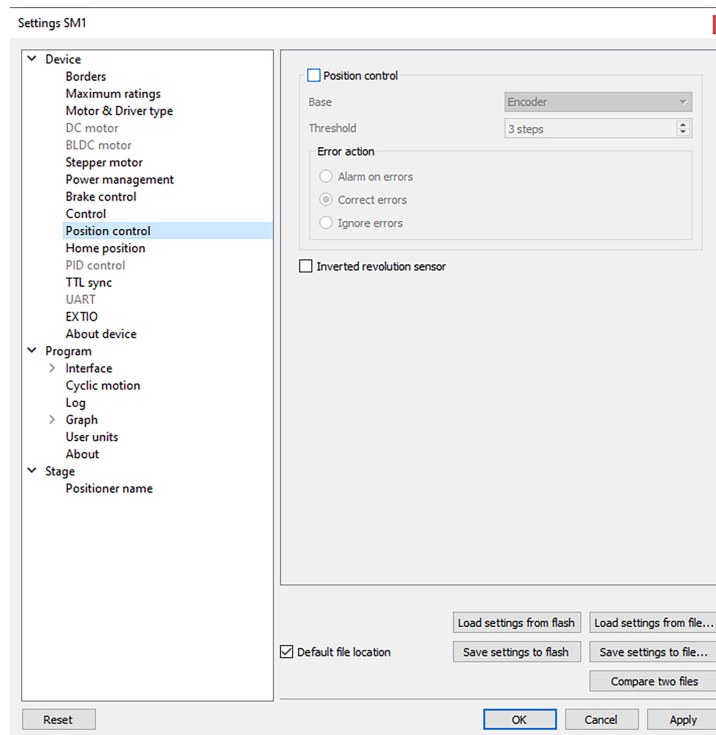 Settings SM1
Device
Borders
Maximum ratings
Motor & Driver type
DC motor
BLDC motor
Stepper motor
Power management
Brake control
Control
Position control
Home position
PID control
TTL sync
UART
EXTIO
About device
Program
Interface
Cyclic motion
Log
Graph
User units
About
Stage
Positioner name
Position control
Base Encoder
Threshold 3 steps
Error action
Alarm on errors
Correct errors
Ignore errors
Inverted revolution sensor
Load settings from flash Load settings from file...
Default file location Save settings to flash Save settings to file...
Compare two files
Reset OK Cancel Apply